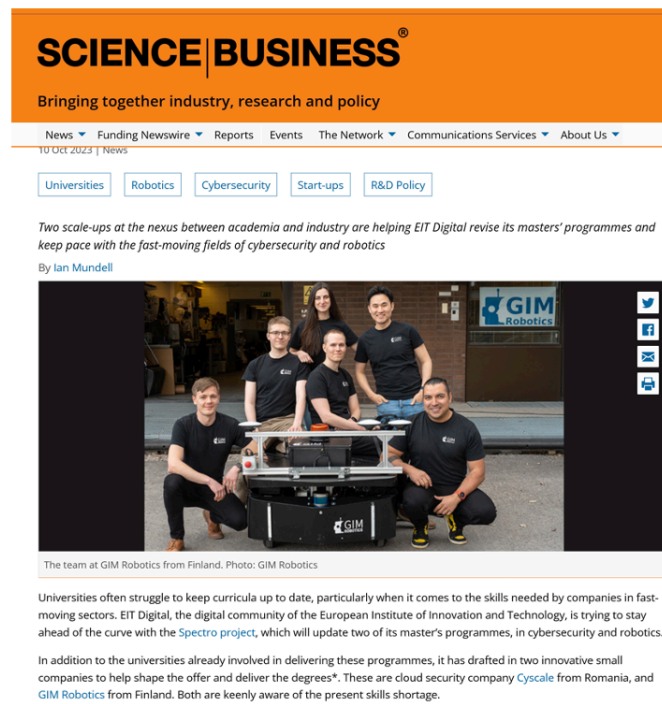 SCIENCE|BUSINESS®
Bringing together industry, research and policy
News Funding Newswire Reports Events The Network Communications Services About Us
10 Oct 2023 | News
Universities Robotics Cybersecurity Start-ups R&D Policy
Two scale-ups at the nexus between academia and industry are helping EIT Digital revise its masters' programmes and
keep pace with the fast-moving fields of cybersecurity and robotics
By Ian Mundell
GIM
Robotics
GIM
ROBOTICS
The team at GIM Robotics from Finland. Photo: GIM Robotics
Universities often struggle to keep curricula up to date, particularly when it comes to the skills needed by companies in fast-
moving sectors. EIT Digital, the digital community of the European Institute of Innovation and Technology, is trying to stay
ahead of the curve with the Spectro project, which will update two of its master's programmes, in cybersecurity and robotics.
In addition to the universities already involved in delivering these programmes, it has drafted in two innovative small
companies to help shape the offer and deliver the degrees*. These are cloud security company Cyscale from Romania, and
GIM Robotics from Finland. Both are keenly aware of the present skills shortage.